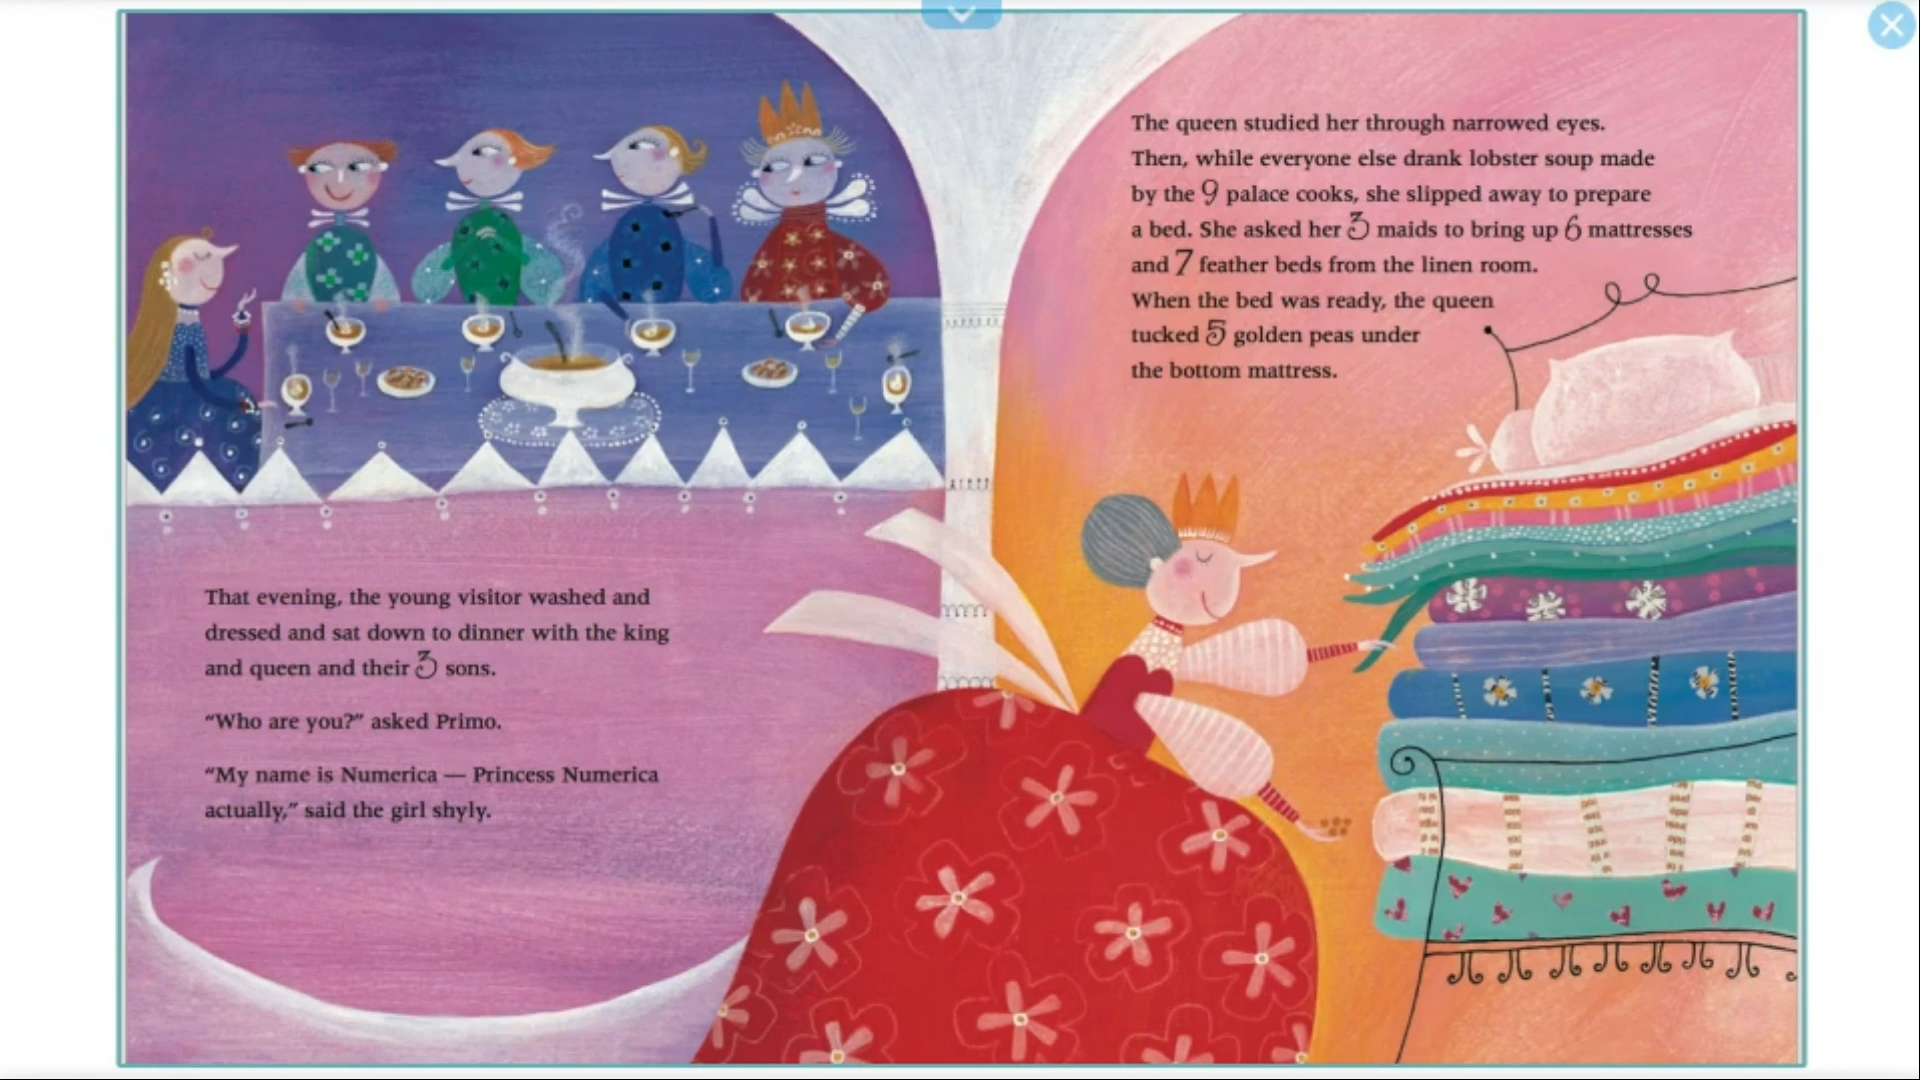 That evening, the young visitor washed and
dressed and sat down to dinner with the king
and queen and their 3 sons.
“Who are you?” asked Primo.
“My name is Numerica — Princess Numerica
actually,” said the girl shyly.
The queen studied her through narrowed eyes.
Then, while everyone else drank lobster soup made
by the 9 palace cooks, she slipped away to prepare
a bed. She asked her 3 maids to bring up 6 mattresses
and 7 feather beds from the linen room.
When the bed was ready, the queen
tucked 5 golden peas under
the bottom mattress.